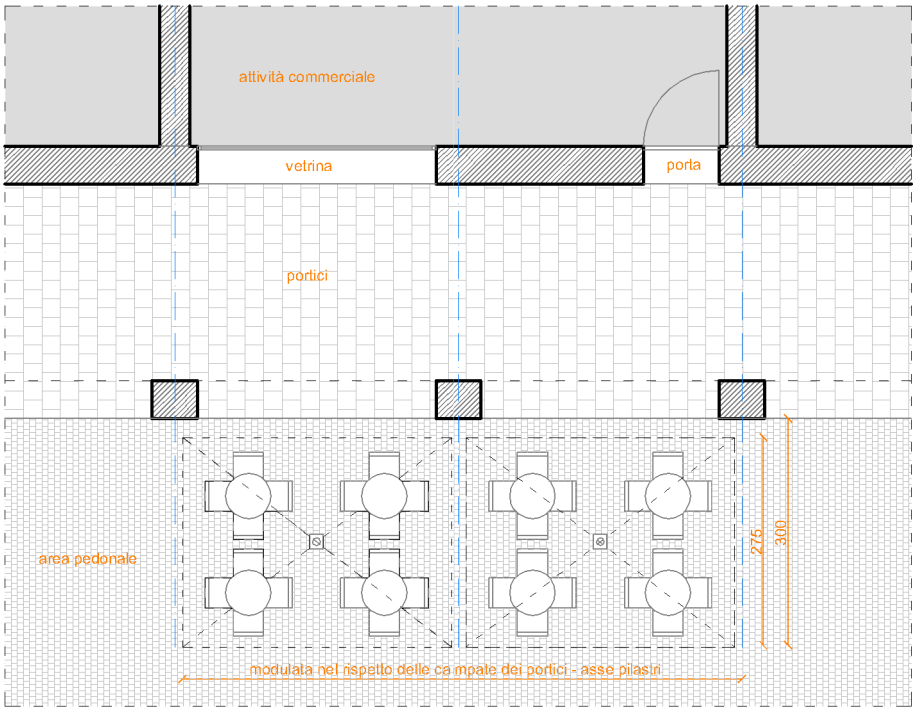 attività commerciale
vetrina
porta
portici
area pedonale
275
300
modulata nel rispetto delle campate dei portici - asse pilastri